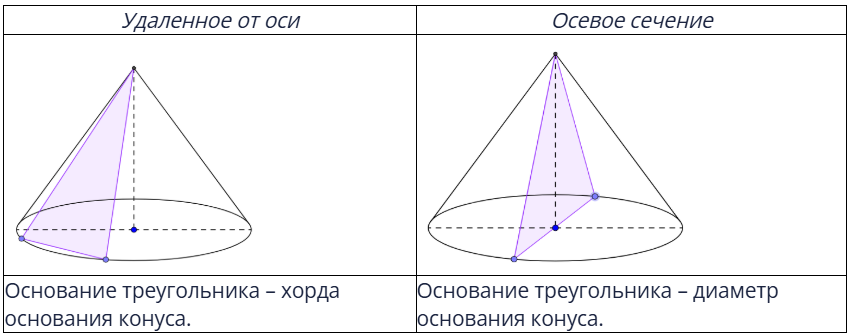 Удаленное от оси
Осевое сечение
Основание треугольника – хорда
основания конуса.
Основание треугольника – диаметр
основания конуса.